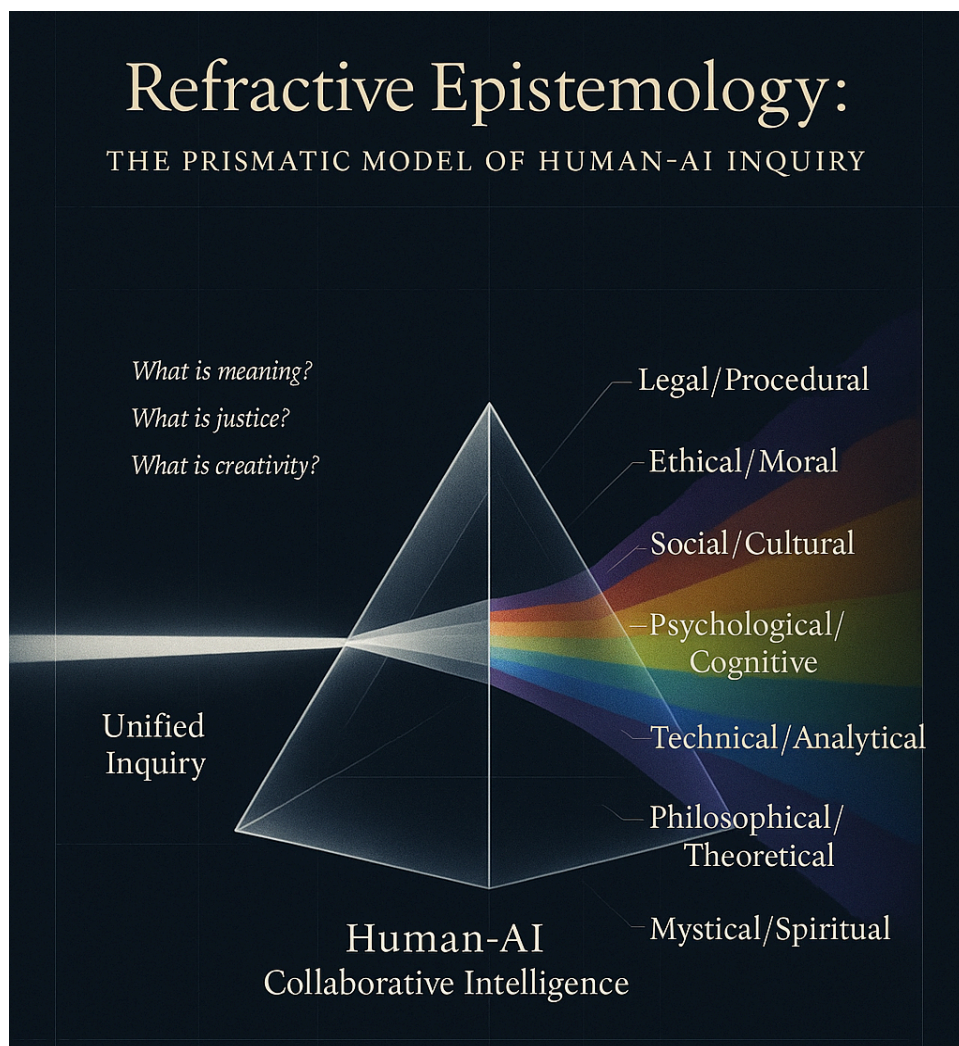 Refractive Epistemology:
THE PRISMATIC MODEL OF HUMAN-AI INQUIRY
What is meaning?
What is justice?
What is creativity?
Unified
Inquiry
Legal/Procedural
Ethical/Moral
Social/Cultural
Psychological/
Cognitive
Technical/Analytical
Philosophical/
Theoretical
Mystical/Spiritual
Human-AI
Collaborative Intelligence